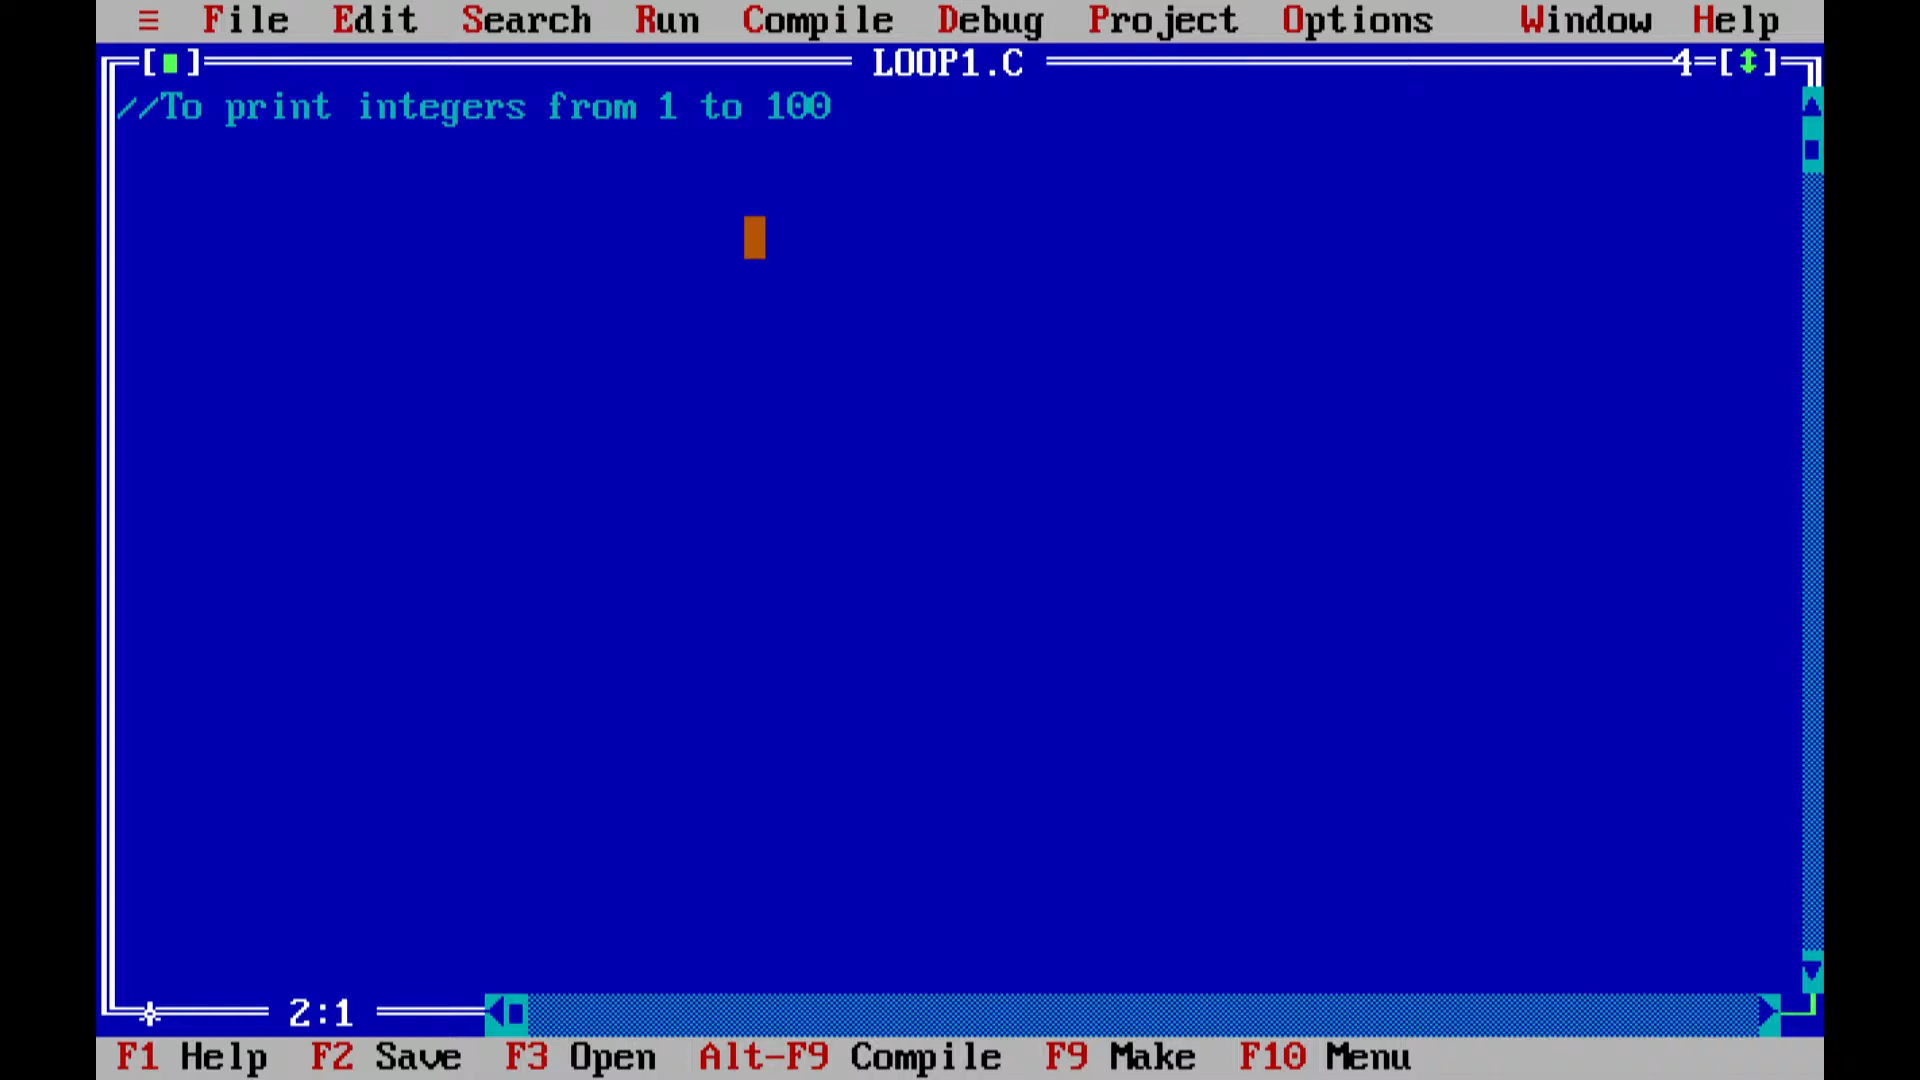 ≡ File Edit Search Run Compile Debug Project Options Window Help
[■] LOOP1.C 4=[↕]
//To print integers from 1 to 100
2:1
F1 Help F2 Save F3 Open Alt-F9 Compile F9 Make F10 Menu